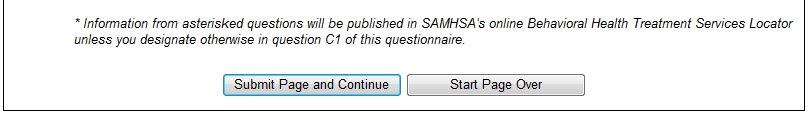 * Information from asterisked questions will be published in SAMHSA's online Behavioral Health Treatment Services Locator
unless you designate otherwise in question C1 of this questionnaire.
Submit Page and Continue Start Page Over